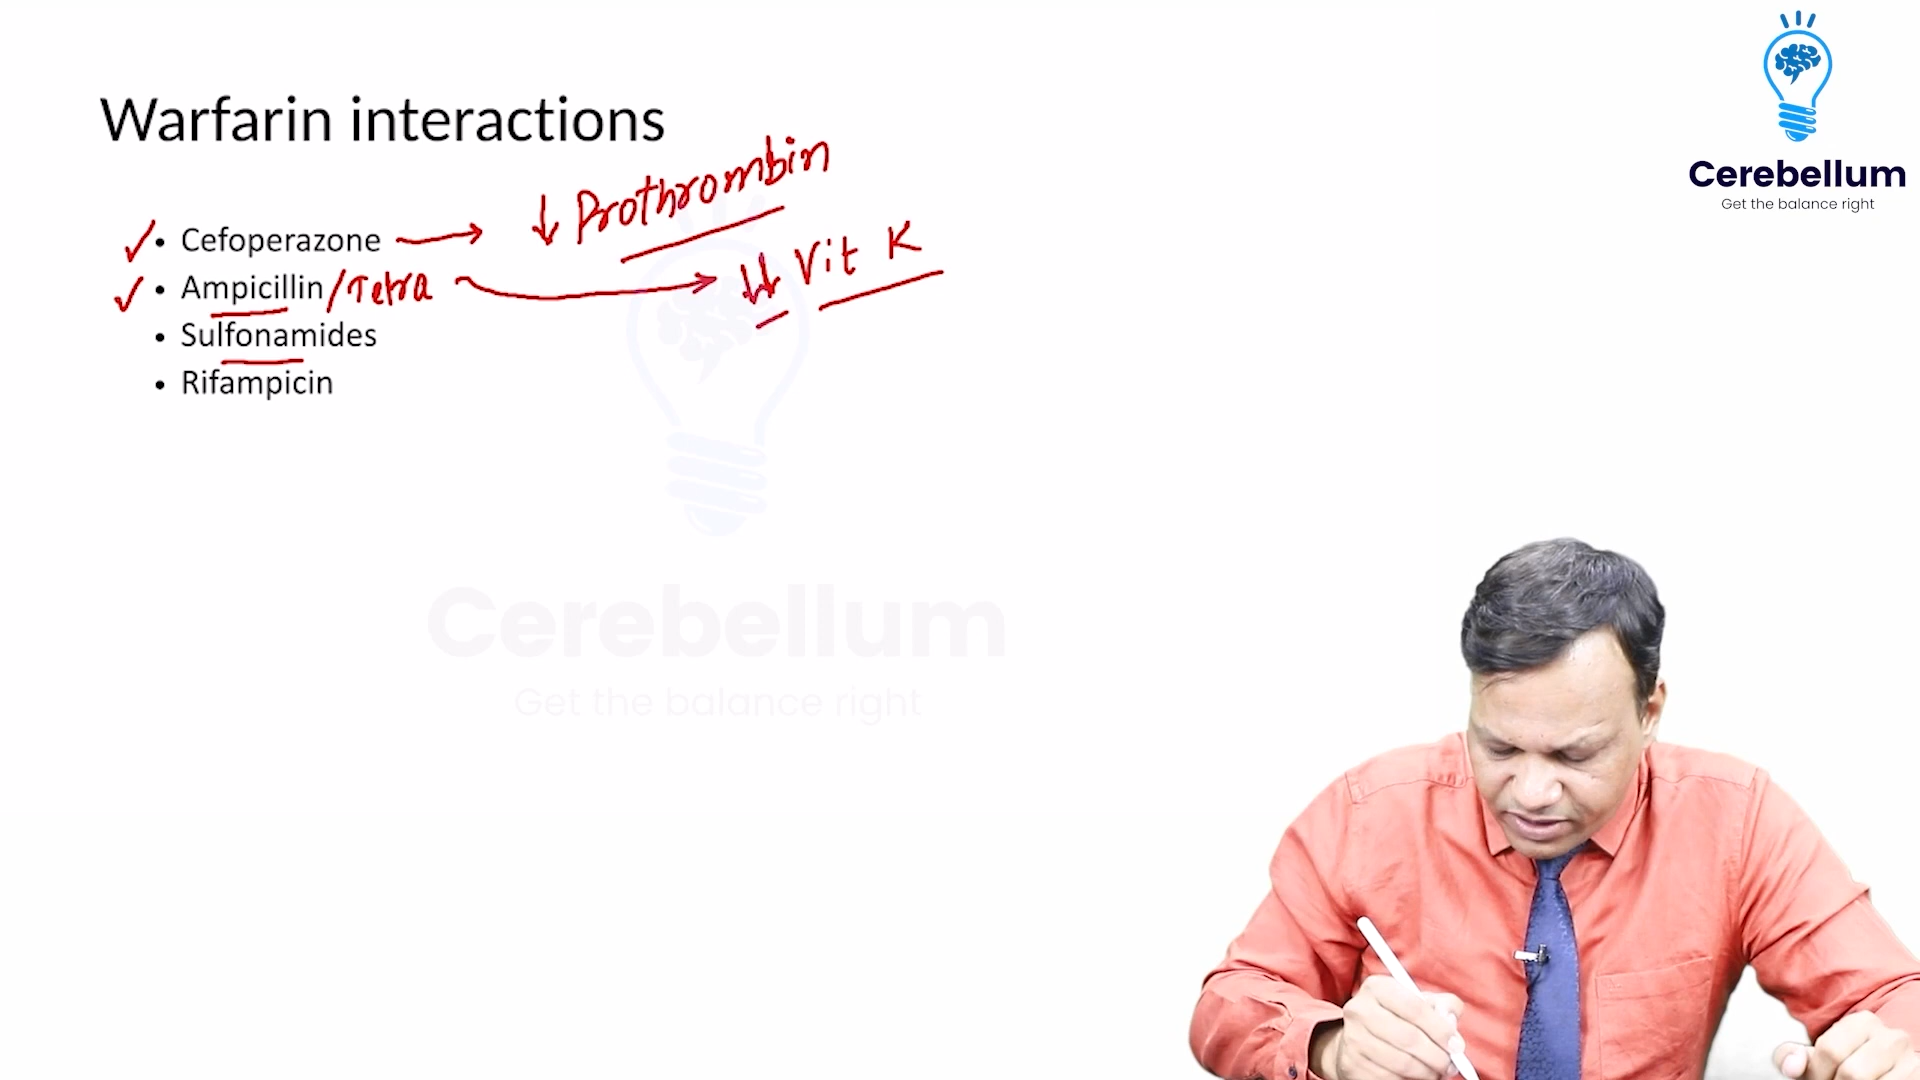 Cerebellum
Get the balance right
Warfarin interactions
✓ • Cefoperazone → ↓ Prothrombin
✓ • Ampicillin/Tetra → ↓↓ Vit K
• Sulfonamides
• Rifampicin
Cerebellum
Get the balance right